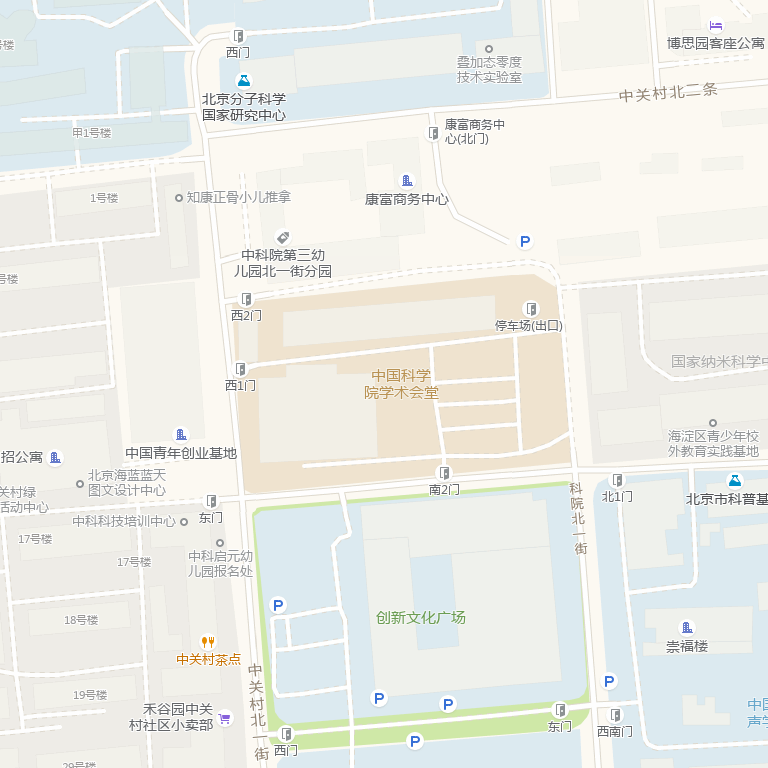 西门
博思园客座公寓
号楼
叠加态零度
技术实验室
中关村北二条
北京分子科学
国家研究中心
康富商务中
心(北门)
甲1号楼
1号楼
知康正骨小儿推拿
康富商务中心
P
中科院第三幼
儿园北一街分园
号楼
西2门
停车场(出口)
国家纳米科学中
西1门
中国科学
院学术会堂
中国青年创业基地
海淀区青少年校
外教育实践基地
招公寓
北京海蓝蓝天
图文设计中心
南2门
北1门
北京市科普基
关村绿
活动中心
东门
科院北一街
中科科技培训中心
17号楼
中科启元幼
儿园报名处
17号楼
P
创新文化广场
18号楼
崇福楼
中关村茶点
中关村北一街
P
19号楼
P
P
中国
声学
禾谷园中关
村社区小卖部
东门
西南门
西门
P
29号楼